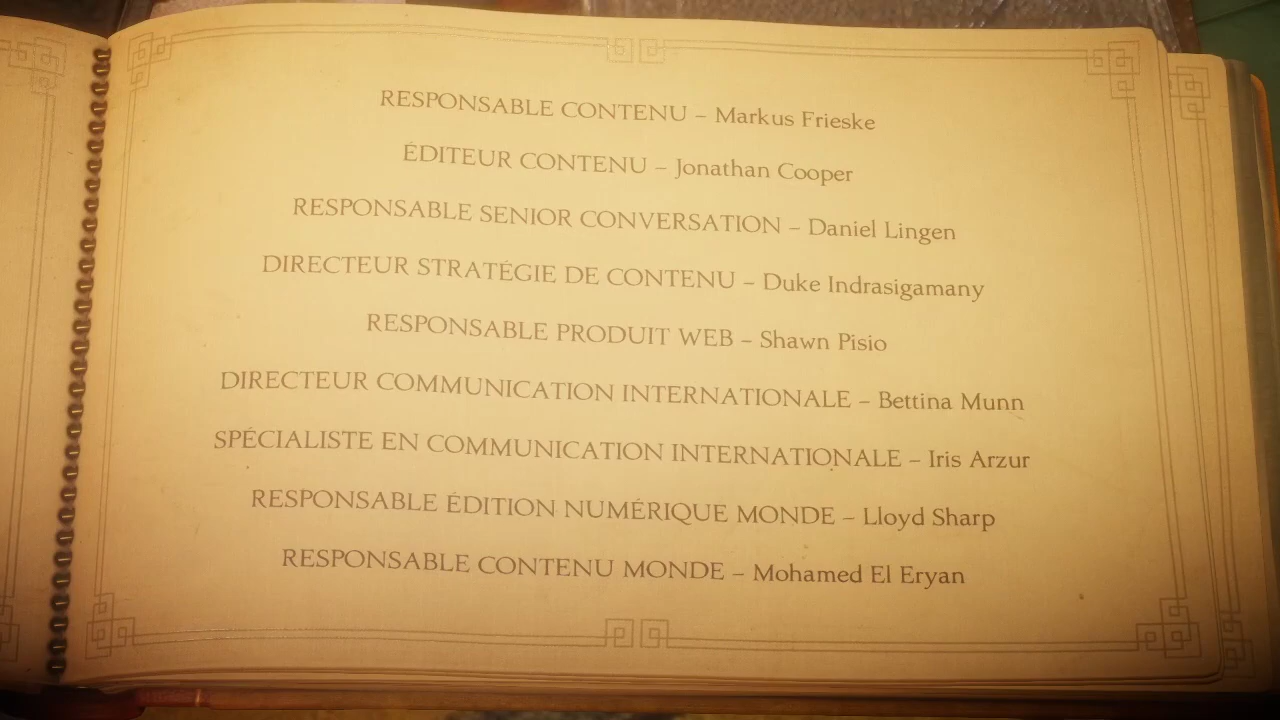 RESPONSABLE CONTENU – Markus Frieske
ÉDITEUR CONTENU – Jonathan Cooper
RESPONSABLE SENIOR CONVERSATION – Daniel Lingen
DIRECTEUR STRATÉGIE DE CONTENU – Duke Indrasigamany
RESPONSABLE PRODUIT WEB – Shawn Pisio
DIRECTEUR COMMUNICATION INTERNATIONALE – Bettina Munn
SPÉCIALISTE EN COMMUNICATION INTERNATIONALE – Iris Arzur
RESPONSABLE ÉDITION NUMÉRIQUE MONDE – Lloyd Sharp
RESPONSABLE CONTENU MONDE – Mohamed El Eryan